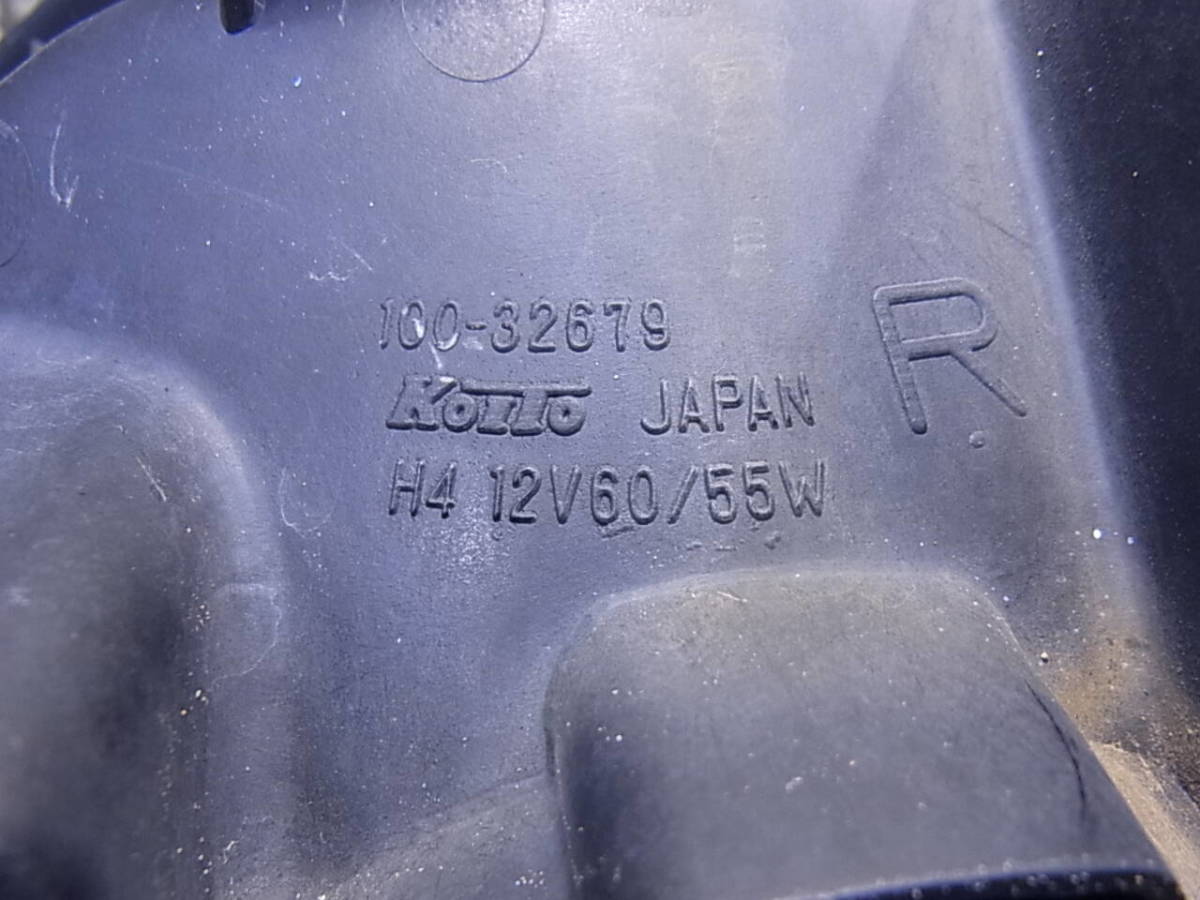 100-32679
KOITO JAPAN
H4 12V60/55W
R